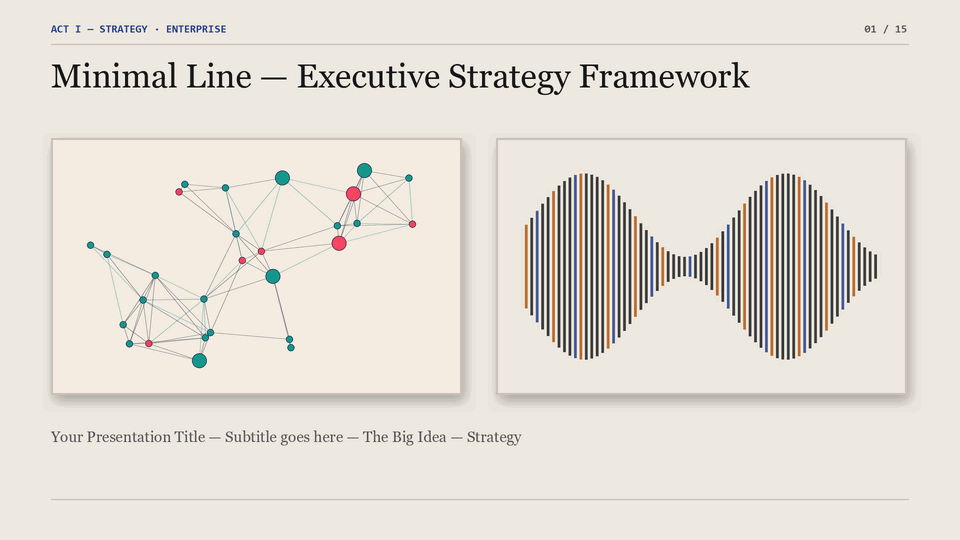 ACT I — STRATEGY · ENTERPRISE
01 / 15
Minimal Line — Executive Strategy Framework
Your Presentation Title — Subtitle goes here — The Big Idea — Strategy